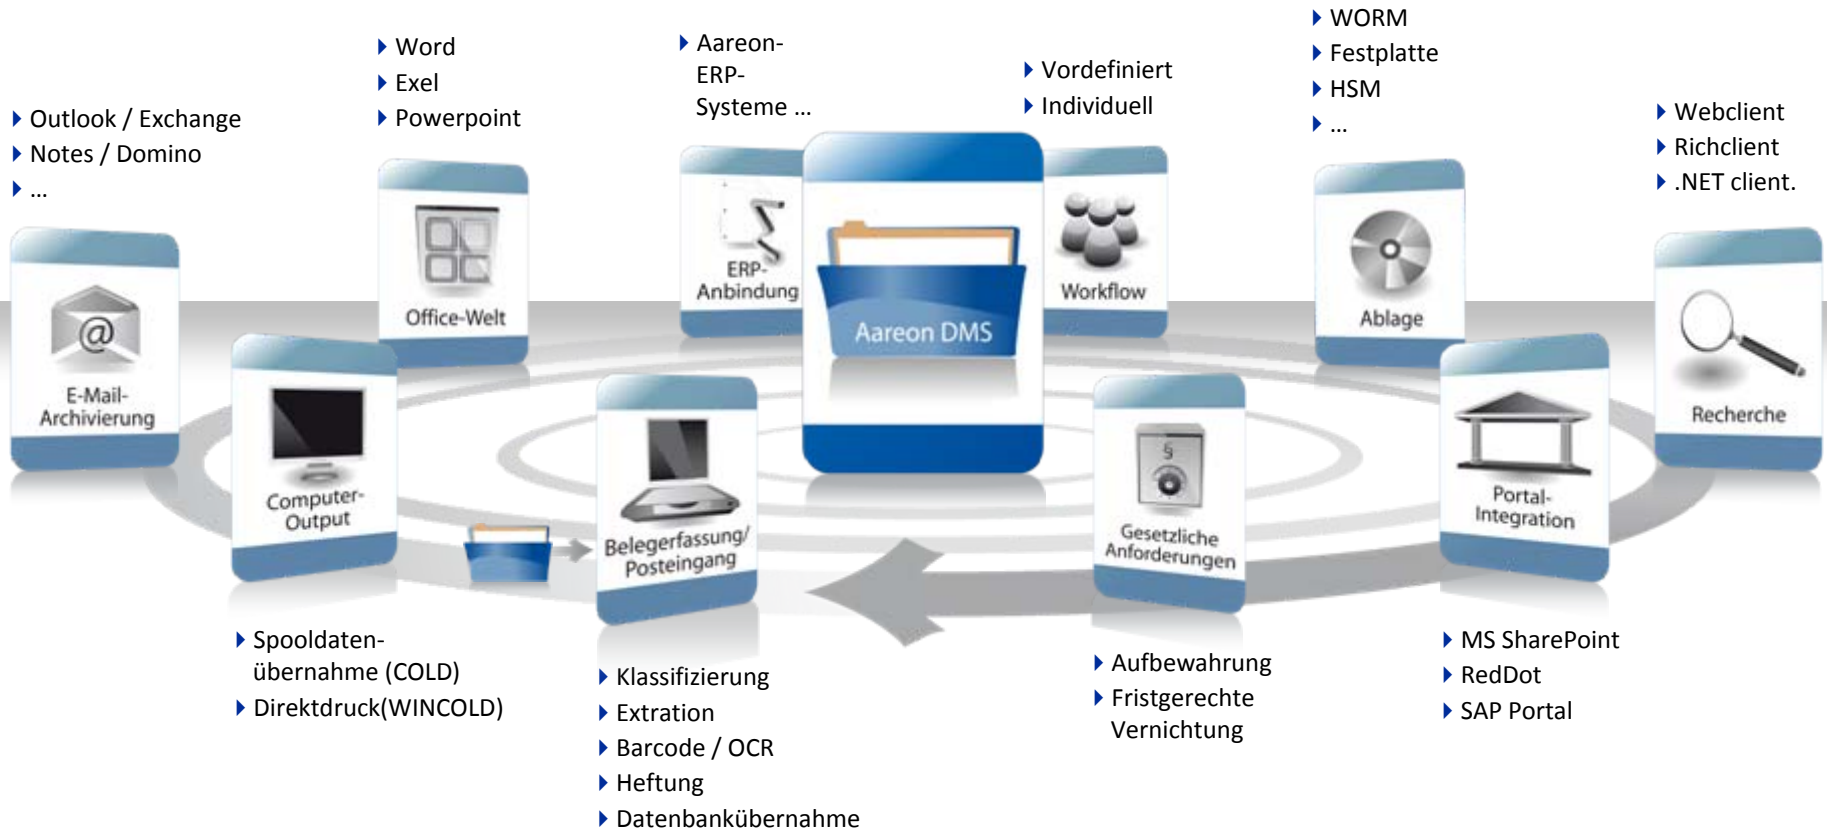 Outlook / Exchange
Notes / Domino
...
E-Mail-
Archivierung
Word
Exel
Powerpoint
Office-Welt
Aareon-
ERP-
Systeme ...
ERP-
Anbindung
Aareon DMS
Vordefiniert
Individuell
Workflow
WORM
Festplatte
HSM
...
Ablage
Webclient
Richclient
.NET client.
Recherche
Computer-
Output
Spooldaten-
übernahme (COLD)
Direktdruck(WINCOLD)
Belegerfassung/
Posteingang
Klassifizierung
Extration
Barcode / OCR
Heftung
Datenbankübernahme
§
Gesetzliche
Anforderungen
Aufbewahrung
Fristgerechte
Vernichtung
Portal-
Integration
MS SharePoint
RedDot
SAP Portal